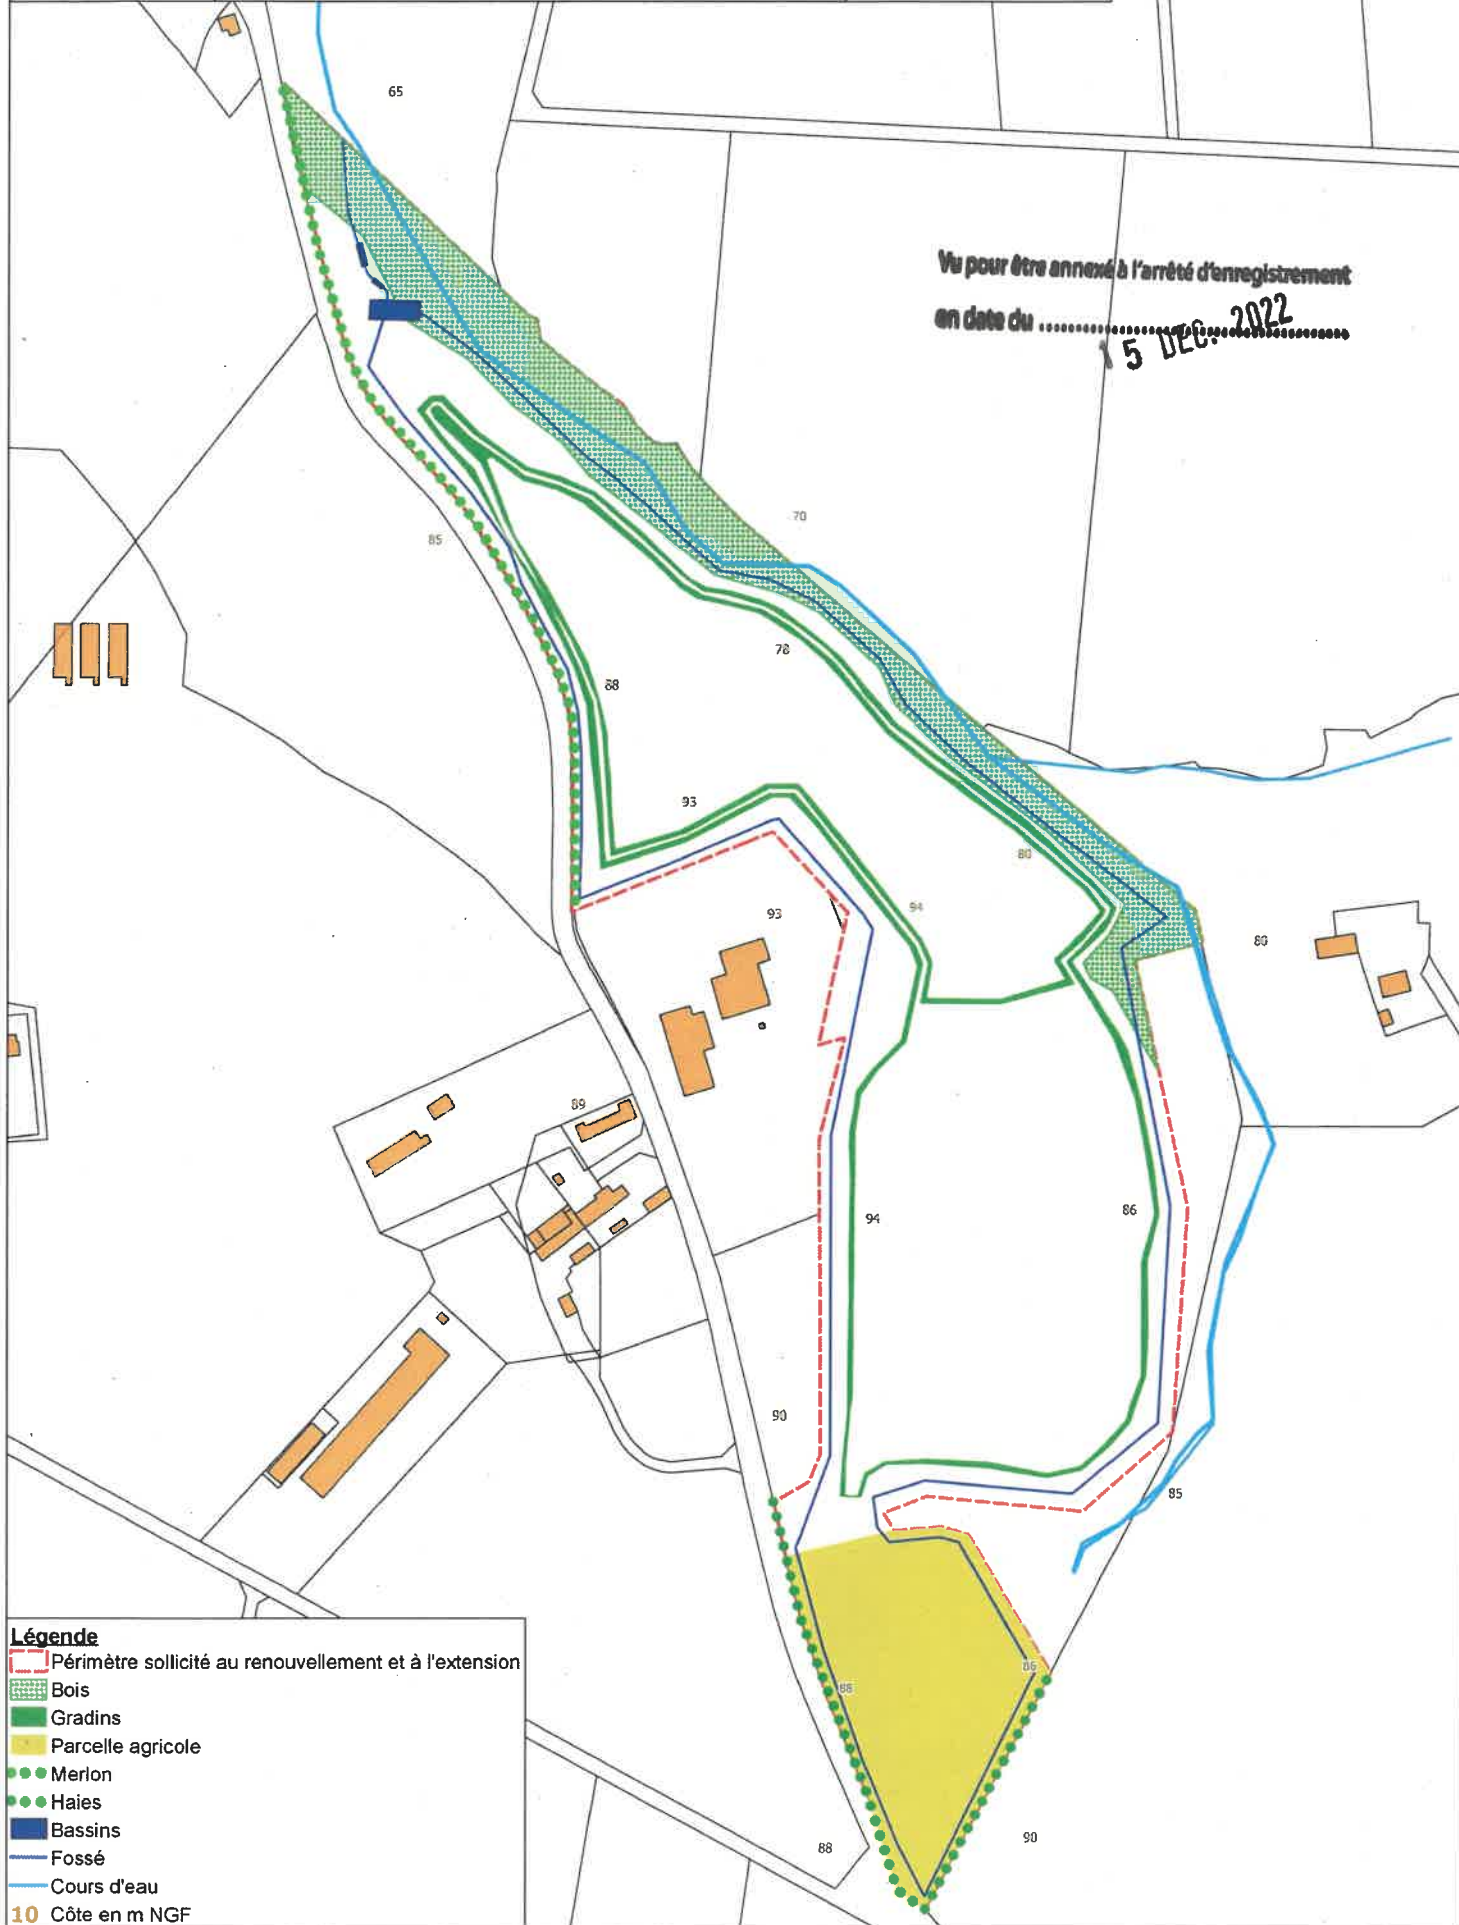 65
Vu pour être annexé à l'arrêté d'enregistrement
en date du ..................................................
15 DEC. 2022
70
85
78
88
93
80
94
93
80
89
94
86
90
85
86
88
90
88
Légende
Périmètre sollicité au renouvellement et à l'extension
Bois
Gradins
Parcelle agricole
Merlon
Haies
Bassins
Fossé
Cours d'eau
10 Côte en m NGF